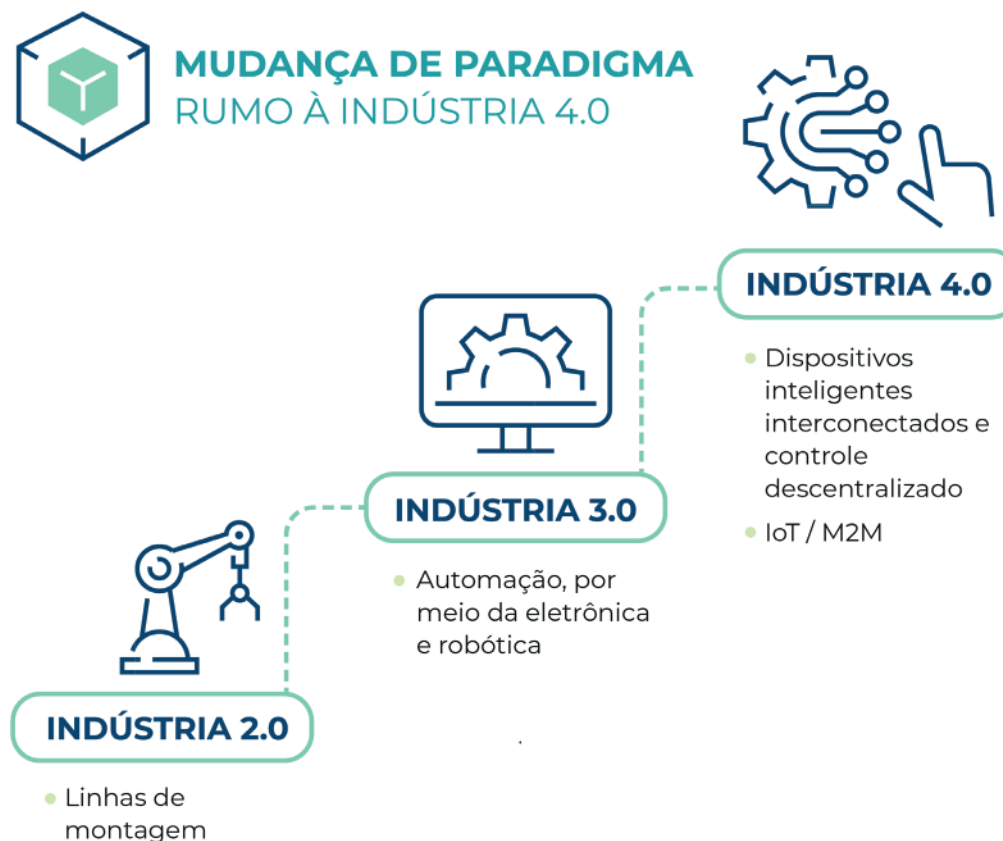 MUDANÇA DE PARADIGMA
RUMO À INDÚSTRIA 4.0
INDÚSTRIA 4.0
Dispositivos
inteligentes
interconectados e
controle
descentralizado
IoT / M2M
INDÚSTRIA 3.0
Automação, por
meio da eletrônica
e robótica
INDÚSTRIA 2.0
Linhas de
montagem